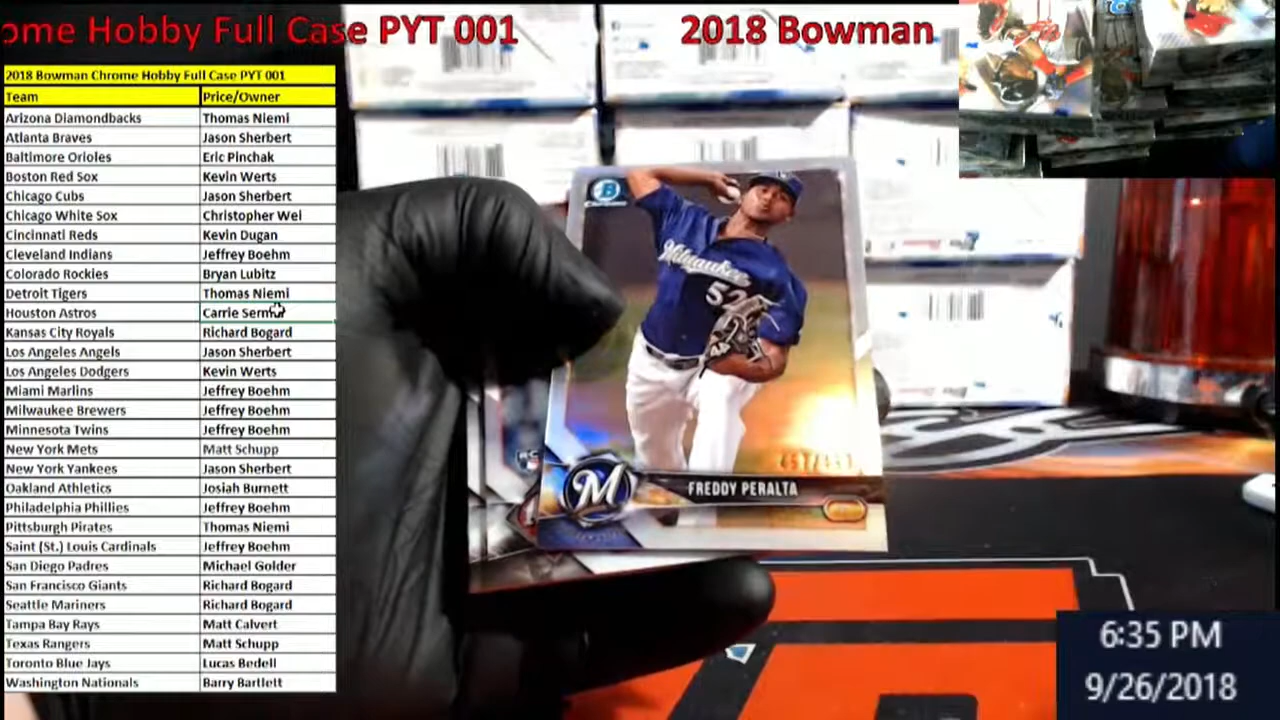 ome Hobby Full Case PYT 001
2018 Bowman
2018 Bowman Chrome Hobby Full Case PYT 001
Team Price/Owner
Arizona Diamondbacks Thomas Niemi
Atlanta Braves Jason Sherbert
Baltimore Orioles Eric Pinchak
Boston Red Sox Kevin Werts
Chicago Cubs Jason Sherbert
Chicago White Sox Christopher Wei
Cincinnati Reds Kevin Dugan
Cleveland Indians Jeffrey Boehm
Colorado Rockies Bryan Lubitz
Detroit Tigers Thomas Niemi
Houston Astros Carrie
Kansas City Royals Richard Bogard
Los Angeles Angels Jason Sherbert
Los Angeles Dodgers Kevin Werts
Miami Marlins Jeffrey Boehm
Milwaukee Brewers Jeffrey Boehm
Minnesota Twins Jeffrey Boehm
New York Mets Matt Schupp
New York Yankees Jason Sherbert
Oakland Athletics Josiah Burnett
Philadelphia Phillies Jeffrey Boehm
Pittsburgh Pirates Thomas Niemi
Saint (St.) Louis Cardinals Jeffrey Boehm
San Diego Padres Michael Golder
San Francisco Giants Richard Bogard
Seattle Mariners Richard Bogard
Tampa Bay Rays Matt Calvert
Texas Rangers Matt Schupp
Toronto Blue Jays Lucas Bedell
Washington Nationals Barry Bartlett
B
Milwaukee
52
RC
M
FREDDY PERALTA
6:35 PM
9/26/2018